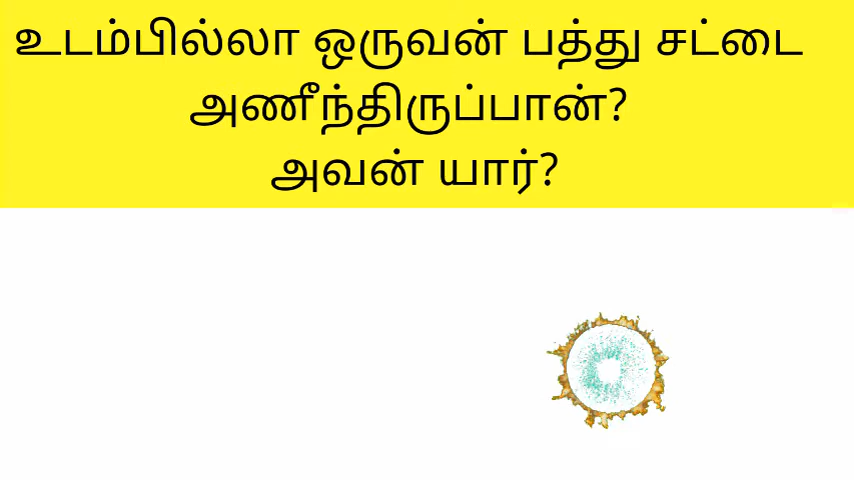 உடம்பில்லா ஒருவன் பத்து சட்டை
அணீந்திருப்பான்?
அவன் யார்?